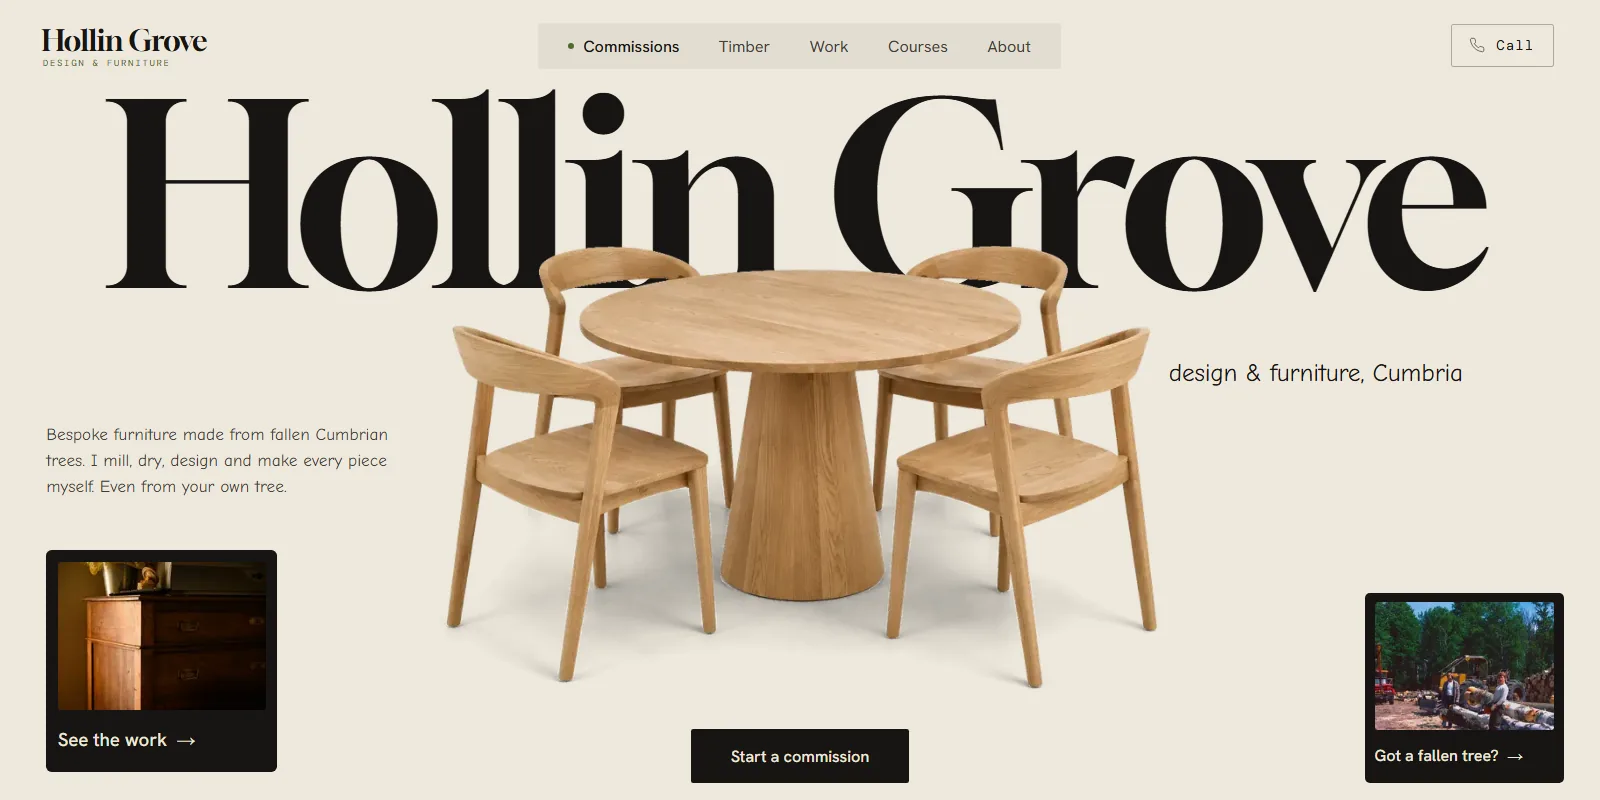 Hollin Grove
DESIGN & FURNITURE
Commissions
Timber
Work
Courses
About
Call
Hollin Grove
design & furniture, Cumbria
Bespoke furniture made from fallen Cumbrian
trees. I mill, dry, design and make every piece
myself. Even from your own tree.
See the work →
Start a commission
Got a fallen tree? →